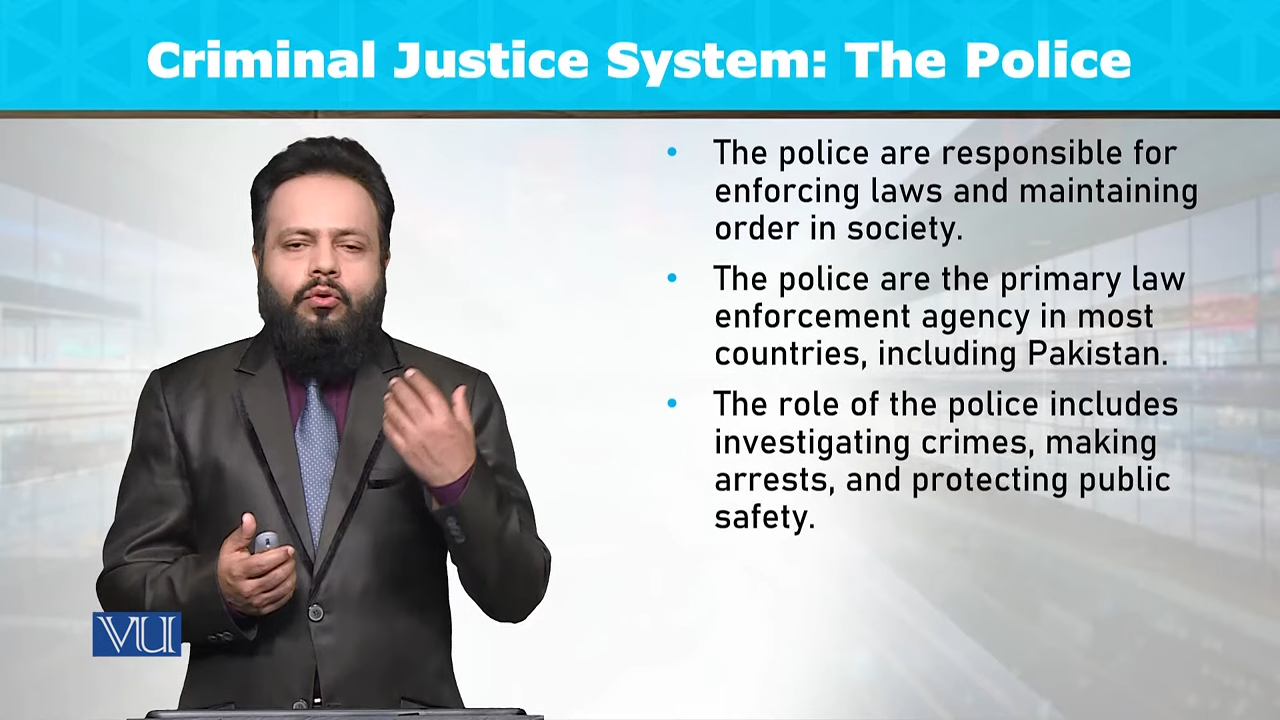 Criminal Justice System: The Police
• The police are responsible for
enforcing laws and maintaining
order in society.
• The police are the primary law
enforcement agency in most
countries, including Pakistan.
• The role of the police includes
investigating crimes, making
arrests, and protecting public
safety.
VU